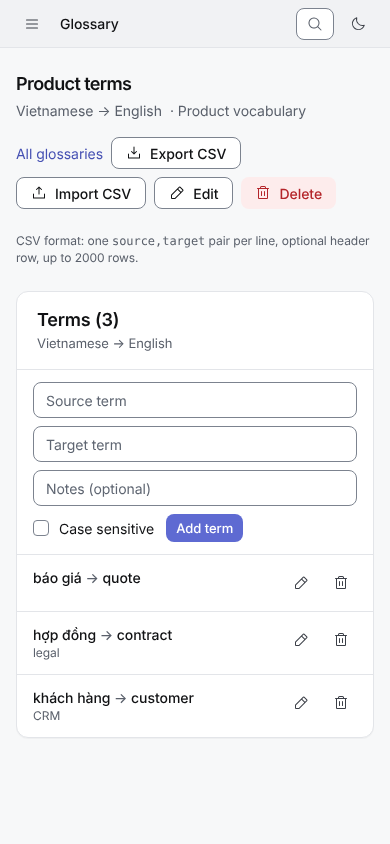 Glossary
Product terms
Vietnamese → English · Product vocabulary
All glossaries
Export CSV
Import CSV
Edit
Delete
CSV format: one source,target pair per line, optional header
row, up to 2000 rows.
Terms (3)
Vietnamese → English
Source term
Target term
Notes (optional)
Case sensitive
Add term
báo giá → quote
hợp đồng → contract
legal
khách hàng → customer
CRM